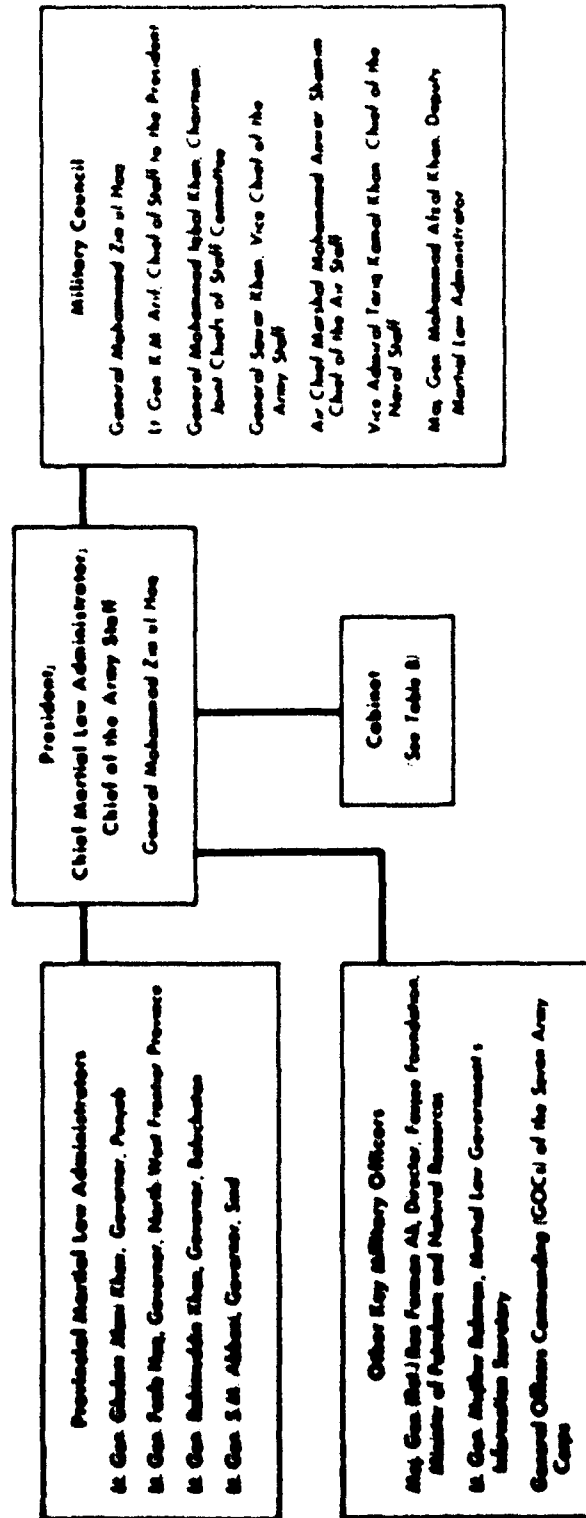 President;
Chief Martial Law Administrator;
Chief of the Army Staff
General Mohammad Zia ul Haq
Provincial Martial Law Administrators
Lt. Gen. Ghulam Jilani Khan, Governor, Punjab
Lt. Gen. Fazle Haq, Governor, North West Frontier Province
Lt. Gen. Rahimuddin Khan, Governor, Baluchistan
Lt. Gen. S.M. Abbasi, Governor, Sind
Military Council
General Mohammad Zia ul Haq
Lt Gen K M Arif, Chief of Staff to the President
General Mohammad Iqbal Khan, Chairman,
Joint Chiefs of Staff Committee
General Sawar Khan, Vice Chief of the
Army Staff
Air Chief Marshal Mohammad Anwar Shamim
Chief of the Air Staff
Vice Admiral Tariq Kamal Khan, Chief of the
Naval Staff
Maj Gen Mohammad Afzal Khan, Deputy
Martial Law Administrator
Other Key Military Officers
Maj. Gen. (Ret.) Rao Farman Ali, Director, Fauji Foundation,
Minister of Petroleum and Natural Resources
Lt. Gen. Mujibur Rahman, Martial Law Government's
Information Secretary
General Officers Commanding (GOCs) of the Seven Army
Corps
Cabinet
(See Table B)